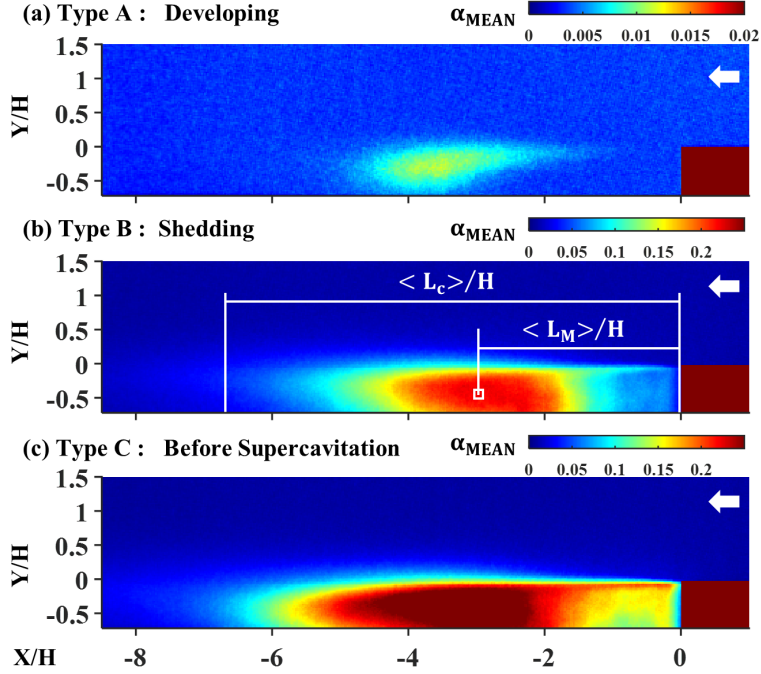 (a) Type A : Developing
α_MEAN
0 0.005 0.01 0.015 0.02
1.5
1
0.5
0
-0.5
Y/H
(b) Type B : Shedding
α_MEAN
0 0.05 0.1 0.15 0.2
1.5
1
0.5
0
-0.5
Y/H
< L_c >/H
< L_M >/H
(c) Type C : Before Supercavitation
α_MEAN
0 0.05 0.1 0.15 0.2
1.5
1
0.5
0
-0.5
Y/H
X/H -8 -6 -4 -2 0